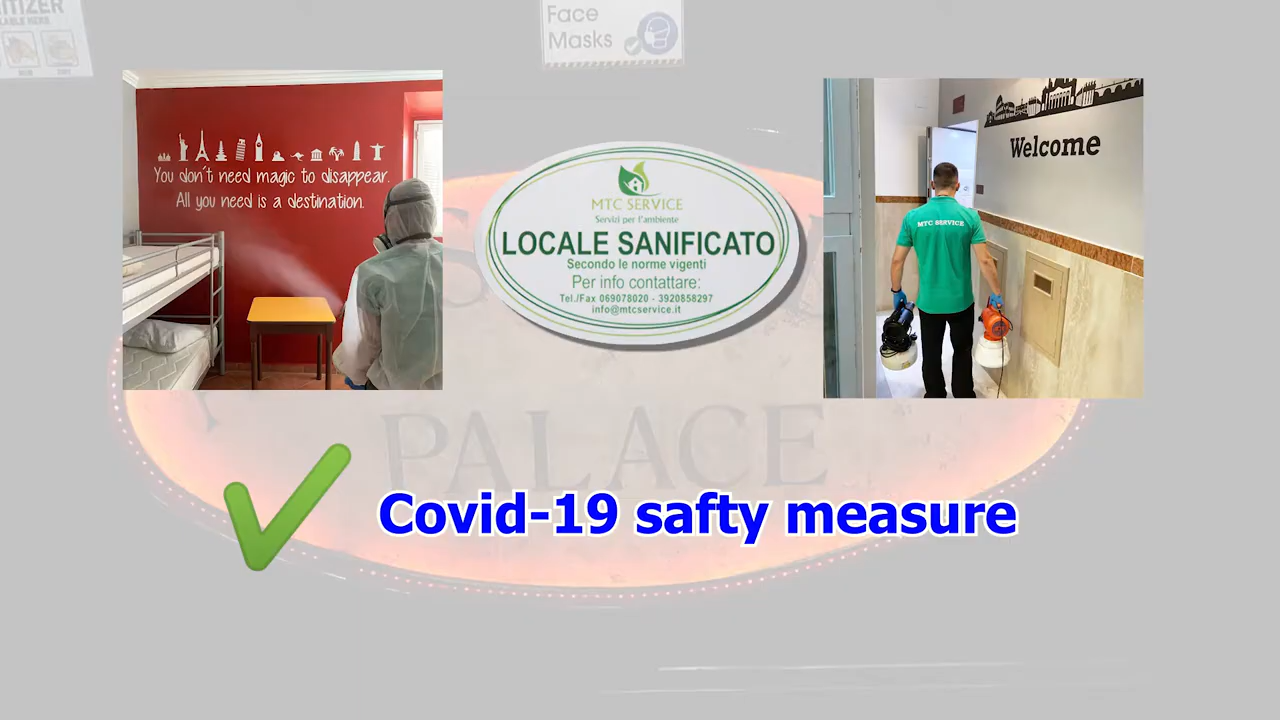 ITIZER
Face
Masks
You don't need magic to disappear.
All you need is a destination.
MTC SERVICE
Servizi per l'ambiente
LOCALE SANIFICATO
Secondo le norme vigenti
Per info contattare:
Tel./Fax 069078020 - 3920858297
info@mtcservice.it
Welcome
MTC SERVICE
PALACE
Covid-19 safty measure